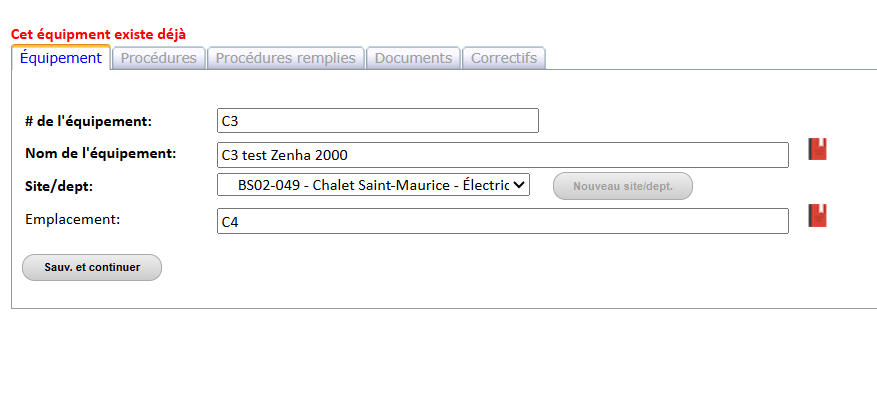 Cet équipment existe déjà
Équipement Procédures Procédures remplies Documents Correctifs
# de l'équipement: C3
Nom de l'équipement: C3 test Zenha 2000
Site/dept: BS02-049 - Chalet Saint-Maurice - Électric Nouveau site/dept.
Emplacement: C4
Sauv. et continuer